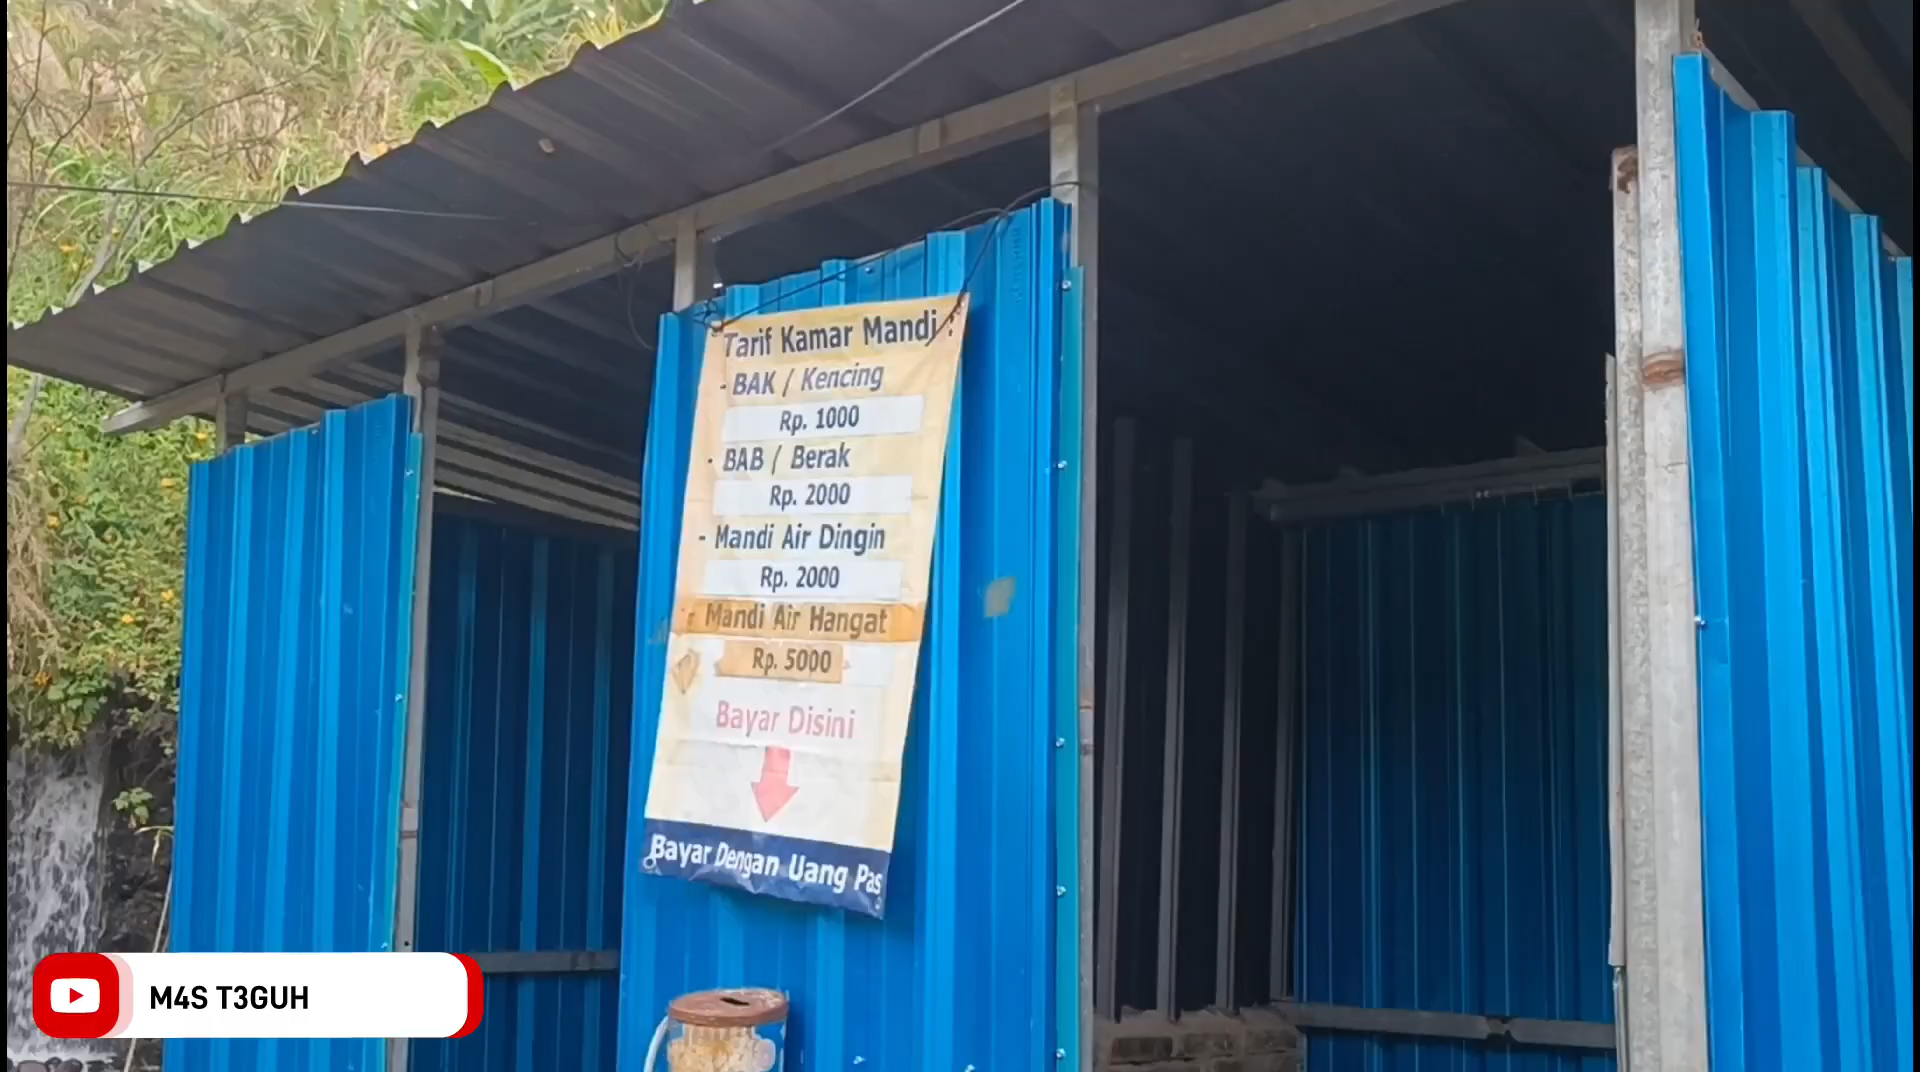 Tarif Kamar Mandi :
- BAK / Kencing
Rp. 1000
- BAB / Berak
Rp. 2000
- Mandi Air Dingin
Rp. 2000
- Mandi Air Hangat
Rp. 5000
Bayar Disini
Bayar Dengan Uang Pas
M4S T3GUH